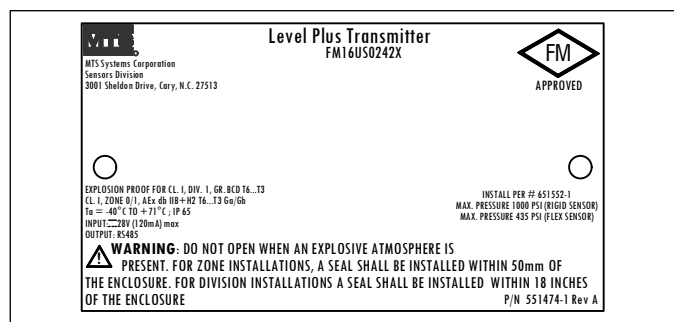 MTS
Level Plus Transmitter
FM16US0242X
FM
APPROVED
MTS Systems Corporation
Sensors Division
3001 Sheldon Drive, Cary, N.C. 27513
EXPLOSION PROOF FOR CL. I, DIV. 1, GR. BCD T6...T3
CL. I, ZONE 0/1, AEx db IIB+H2 T6...T3 Ga/Gb
Ta = -40°C TO +71°C ; IP 65
INPUT:⎓28V (120mA) max
OUTPUT: RS485
INSTALL PER # 651552-1
MAX. PRESSURE 1000 PSI (RIGID SENSOR)
MAX. PRESSURE 435 PSI (FLEX SENSOR)
WARNING: DO NOT OPEN WHEN AN EXPLOSIVE ATMOSPHERE IS
PRESENT. FOR ZONE INSTALLATIONS, A SEAL SHALL BE INSTALLED WITHIN 50mm OF
THE ENCLOSURE. FOR DIVISION INSTALLATIONS A SEAL SHALL BE INSTALLED WITHIN 18 INCHES
OF THE ENCLOSURE
P/N 551474-1 Rev A